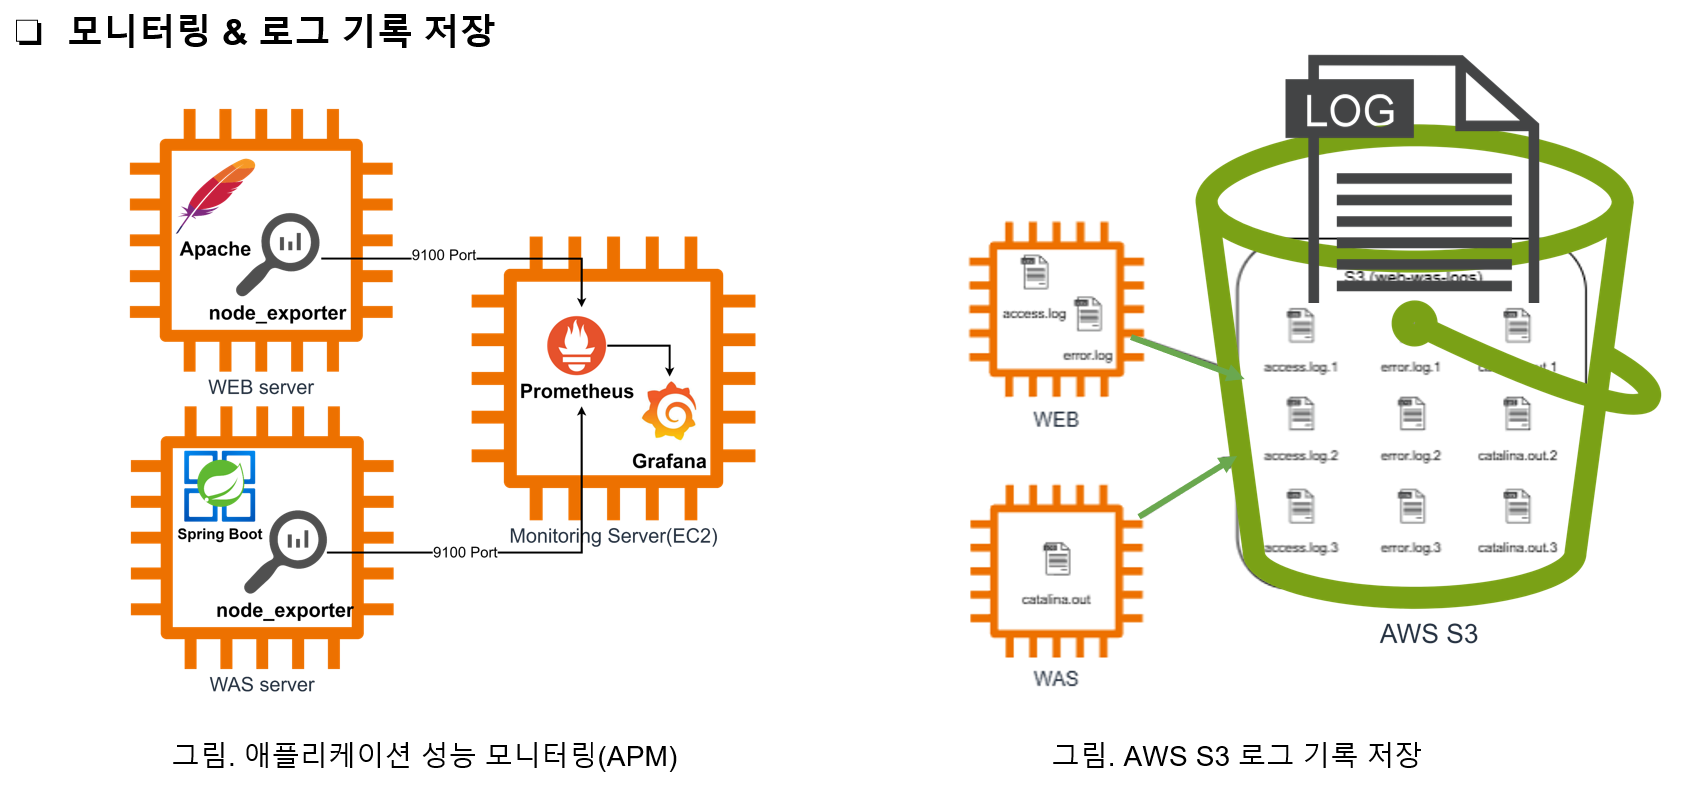 ❏ 모니터링 & 로그 기록 저장
Apache
node_exporter
WEB server
9100 Port
Spring Boot
node_exporter
WAS server
9100 Port
Prometheus
Grafana
Monitoring Server(EC2)
그림. 애플리케이션 성능 모니터링(APM)
LOG
access.log
error.log
WEB
catalina.out
WAS
S3 (web-was-logs)
access.log.1 error.log.1 catalina.out.1
access.log.2 error.log.2 catalina.out.2
access.log.3 error.log.3 catalina.out.3
AWS S3
그림. AWS S3 로그 기록 저장